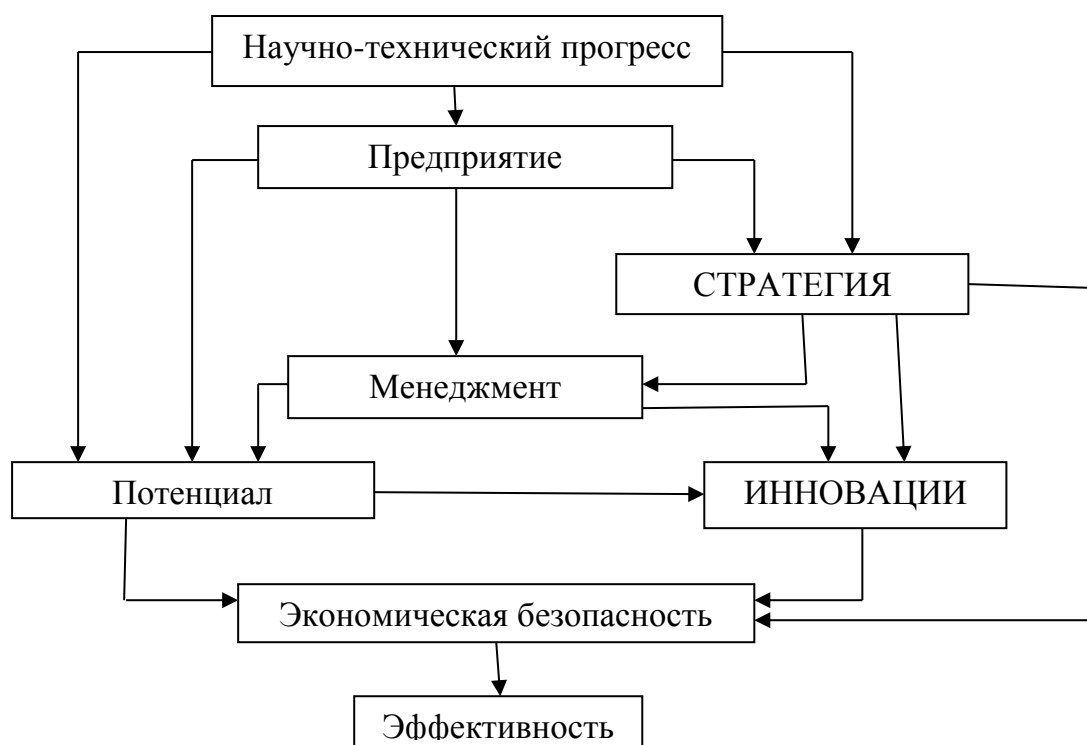 Научно-технический прогресс
Предприятие
СТРАТЕГИЯ
Менеджмент
Потенциал
ИННОВАЦИИ
Экономическая безопасность
Эффективность